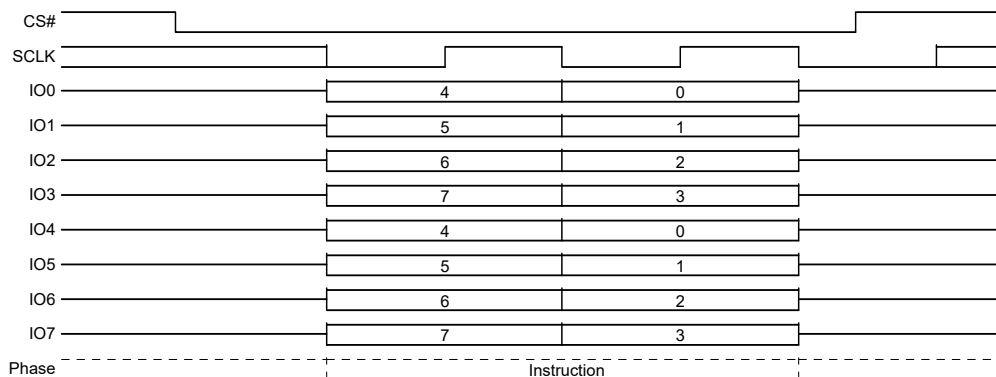 CS#
SCLK
IO0 4 0
IO1 5 1
IO2 6 2
IO3 7 3
IO4 4 0
IO5 5 1
IO6 6 2
IO7 7 3
Phase Instruction